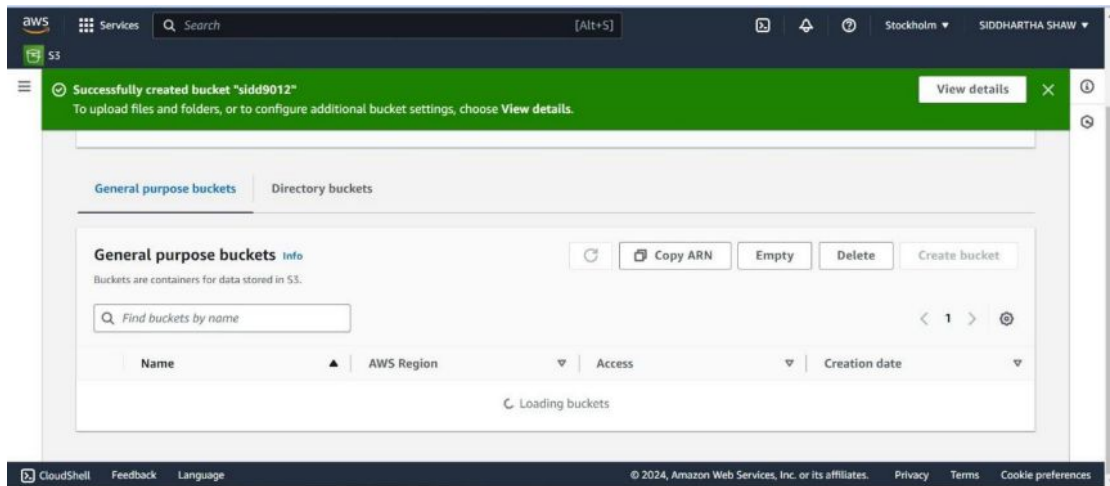 aws Services Search [Alt+S] Stockholm SIDDHARTHA SHAW
S3
Successfully created bucket "sidd9012"
To upload files and folders, or to configure additional bucket settings, choose View details.
View details
General purpose buckets Directory buckets
General purpose buckets Info
Copy ARN Empty Delete Create bucket
Buckets are containers for data stored in S3.
Find buckets by name
1
Name AWS Region Access Creation date
Loading buckets
CloudShell Feedback Language © 2024, Amazon Web Services, Inc. or its affiliates. Privacy Terms Cookie preferences